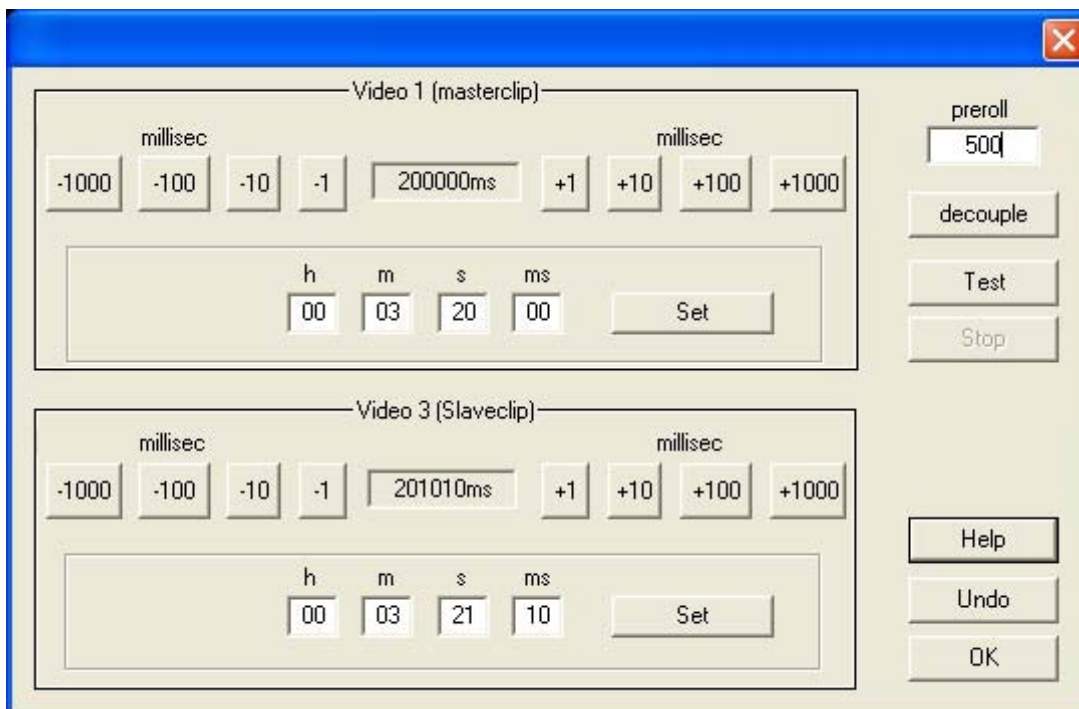 Video 1 (masterclip)
millisec millisec
-1000 -100 -10 -1 200000ms +1 +10 +100 +1000
h m s ms
00 03 20 00 Set
Video 3 (Slaveclip)
millisec millisec
-1000 -100 -10 -1 201010ms +1 +10 +100 +1000
h m s ms
00 03 21 10 Set
preroll
500
decouple
Test
Stop
Help
Undo
OK